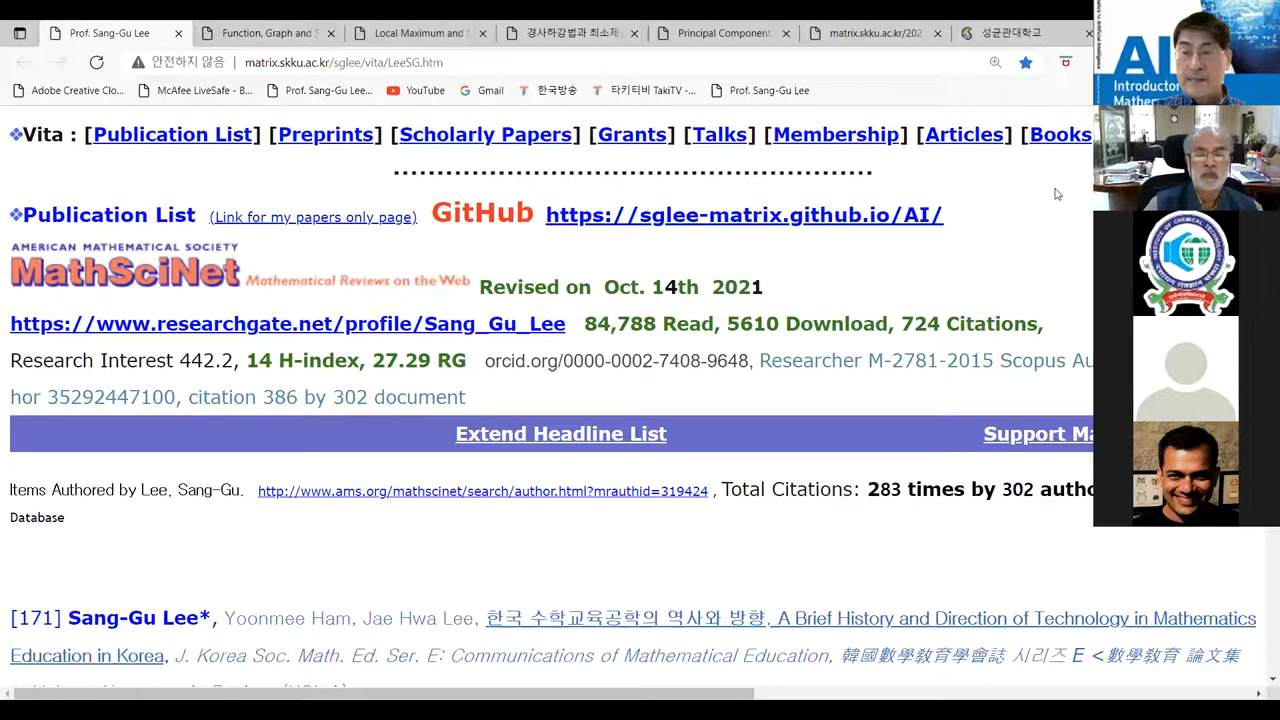 Prof. Sang-Gu Lee
Function, Graph and S
Local Maximum and
경사하강법과 최소제
Principal Component
matrix.skku.ac.kr/202
성균관대학교
안전하지 않음 | matrix.skku.ac.kr/sglee/vita/LeeSG.htm
Adobe Creative Clo...
McAfee LiveSafe - B...
Prof. Sang-Gu Lee...
YouTube
Gmail
한국방송
타키티비 TakiTV -...
Prof. Sang-Gu Lee
❖Vita : [Publication List] [Preprints] [Scholarly Papers] [Grants] [Talks] [Membership] [Articles] [Books
❖Publication List (Link for my papers only page) GitHub https://sglee-matrix.github.io/AI/
AMERICAN MATHEMATICAL SOCIETY
MathSciNet Mathematical Reviews on the Web Revised on Oct. 14th 2021
https://www.researchgate.net/profile/Sang_Gu_Lee 84,788 Read, 5610 Download, 724 Citations,
Research Interest 442.2, 14 H-index, 27.29 RG orcid.org/0000-0002-7408-9648, Researcher M-2781-2015 Scopus Au
hor 35292447100, citation 386 by 302 document
Extend Headline List Support Ma
Items Authored by Lee, Sang-Gu. http://www.ams.org/mathscinet/search/author.html?mrauthid=319424 , Total Citations: 283 times by 302 autho
Database
[171] Sang-Gu Lee*, Yoonmee Ham, Jae Hwa Lee, 한국 수학교육공학의 역사와 방향, A Brief History and Direction of Technology in Mathematics
Education in Korea, J. Korea Soc. Math. Ed. Ser. E: Communications of Mathematical Education, 韓國數學敎育學會誌 시리즈 E <數學敎育 論文集
AI
Introductor
Mathe
INSTITUTE OF CHEMICAL TECHNOLOGY